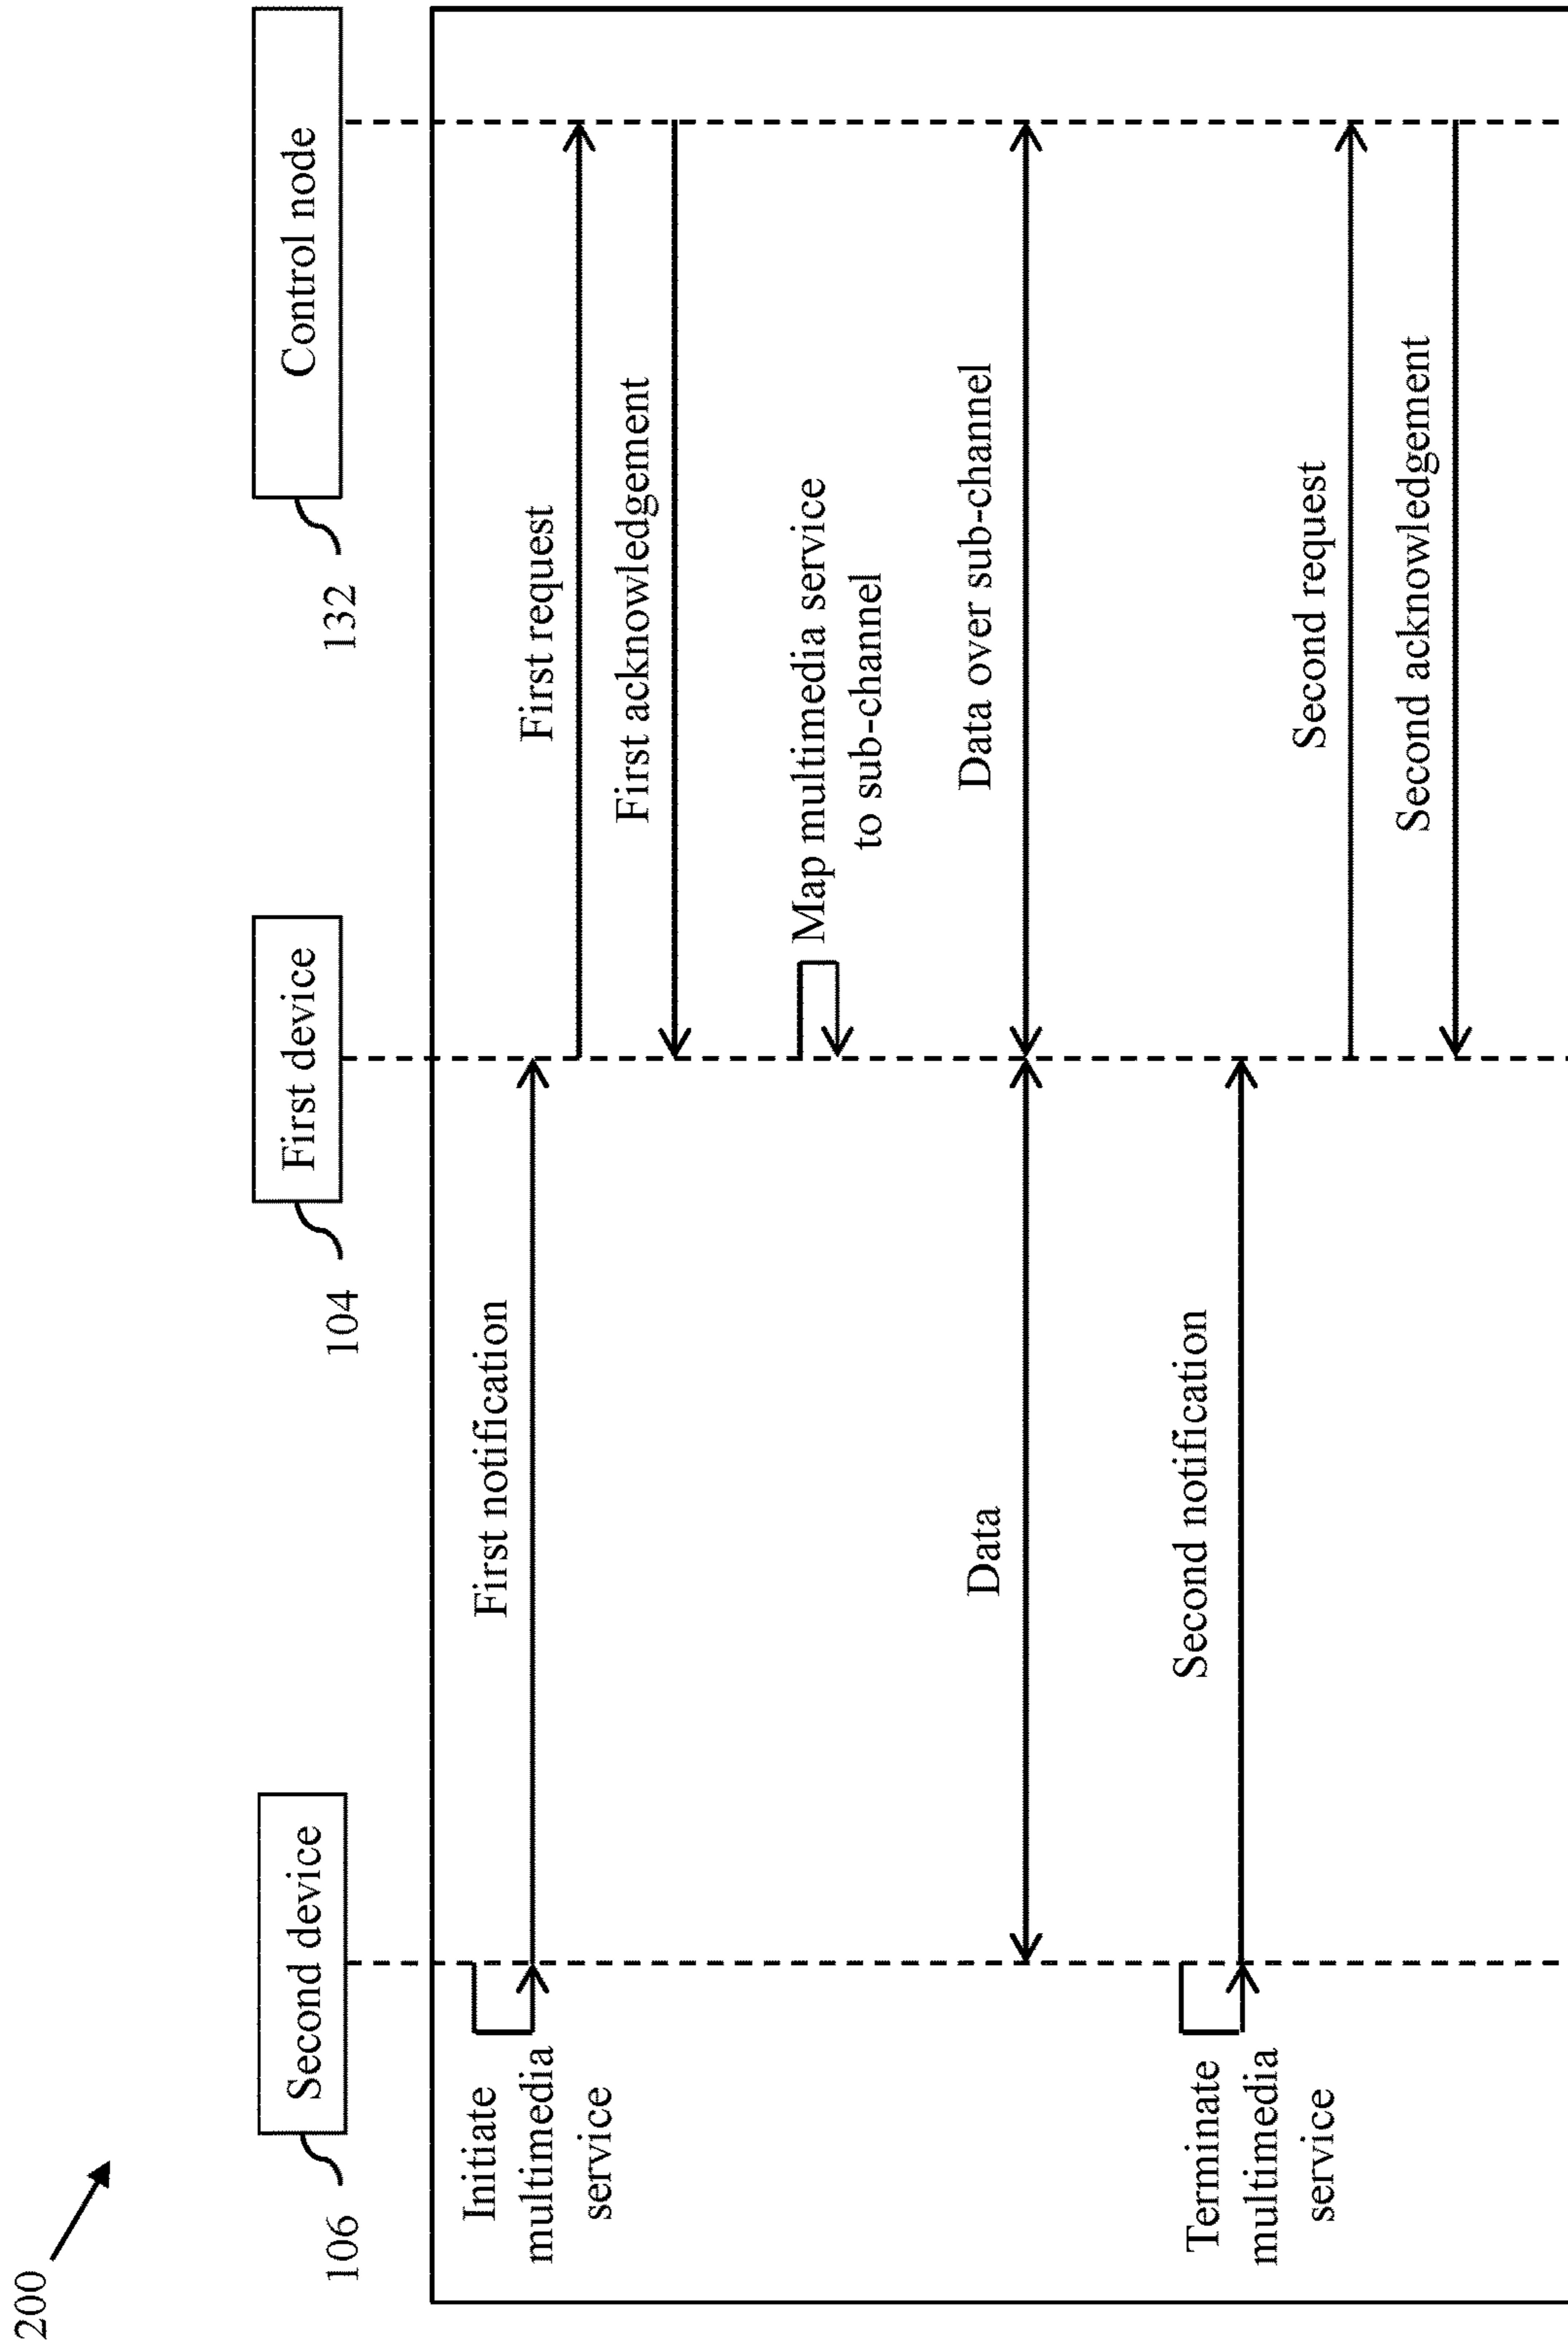 200
Second device
First device
Control node
106
104
132
Initiate
multimedia
service
First notification
First request
First acknowledgement
Map multimedia service
to sub-channel
Data
Data over sub-channel
Terminate
multimedia
service
Second notification
Second request
Second acknowledgement